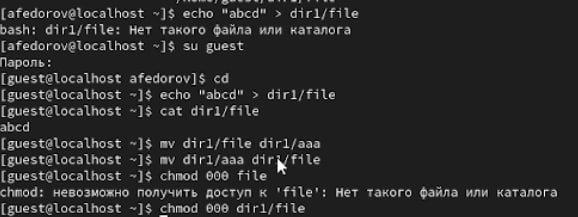 [afedorov@localhost ~]$ echo "abcd" > dir1/file
bash: dir1/file: Нет такого файла или каталога
[afedorov@localhost ~]$ su guest
Пароль:
[guest@localhost afedorov]$ cd
[guest@localhost ~]$ echo "abcd" > dir1/file
[guest@localhost ~]$ cat dir1/file
abcd
[guest@localhost ~]$ mv dir1/file dir1/aaa
[guest@localhost ~]$ mv dir1/aaa dir1/file
[guest@localhost ~]$ chmod 000 file
chmod: невозможно получить доступ к 'file': Нет такого файла или каталога
[guest@localhost ~]$ chmod 000 dir1/file